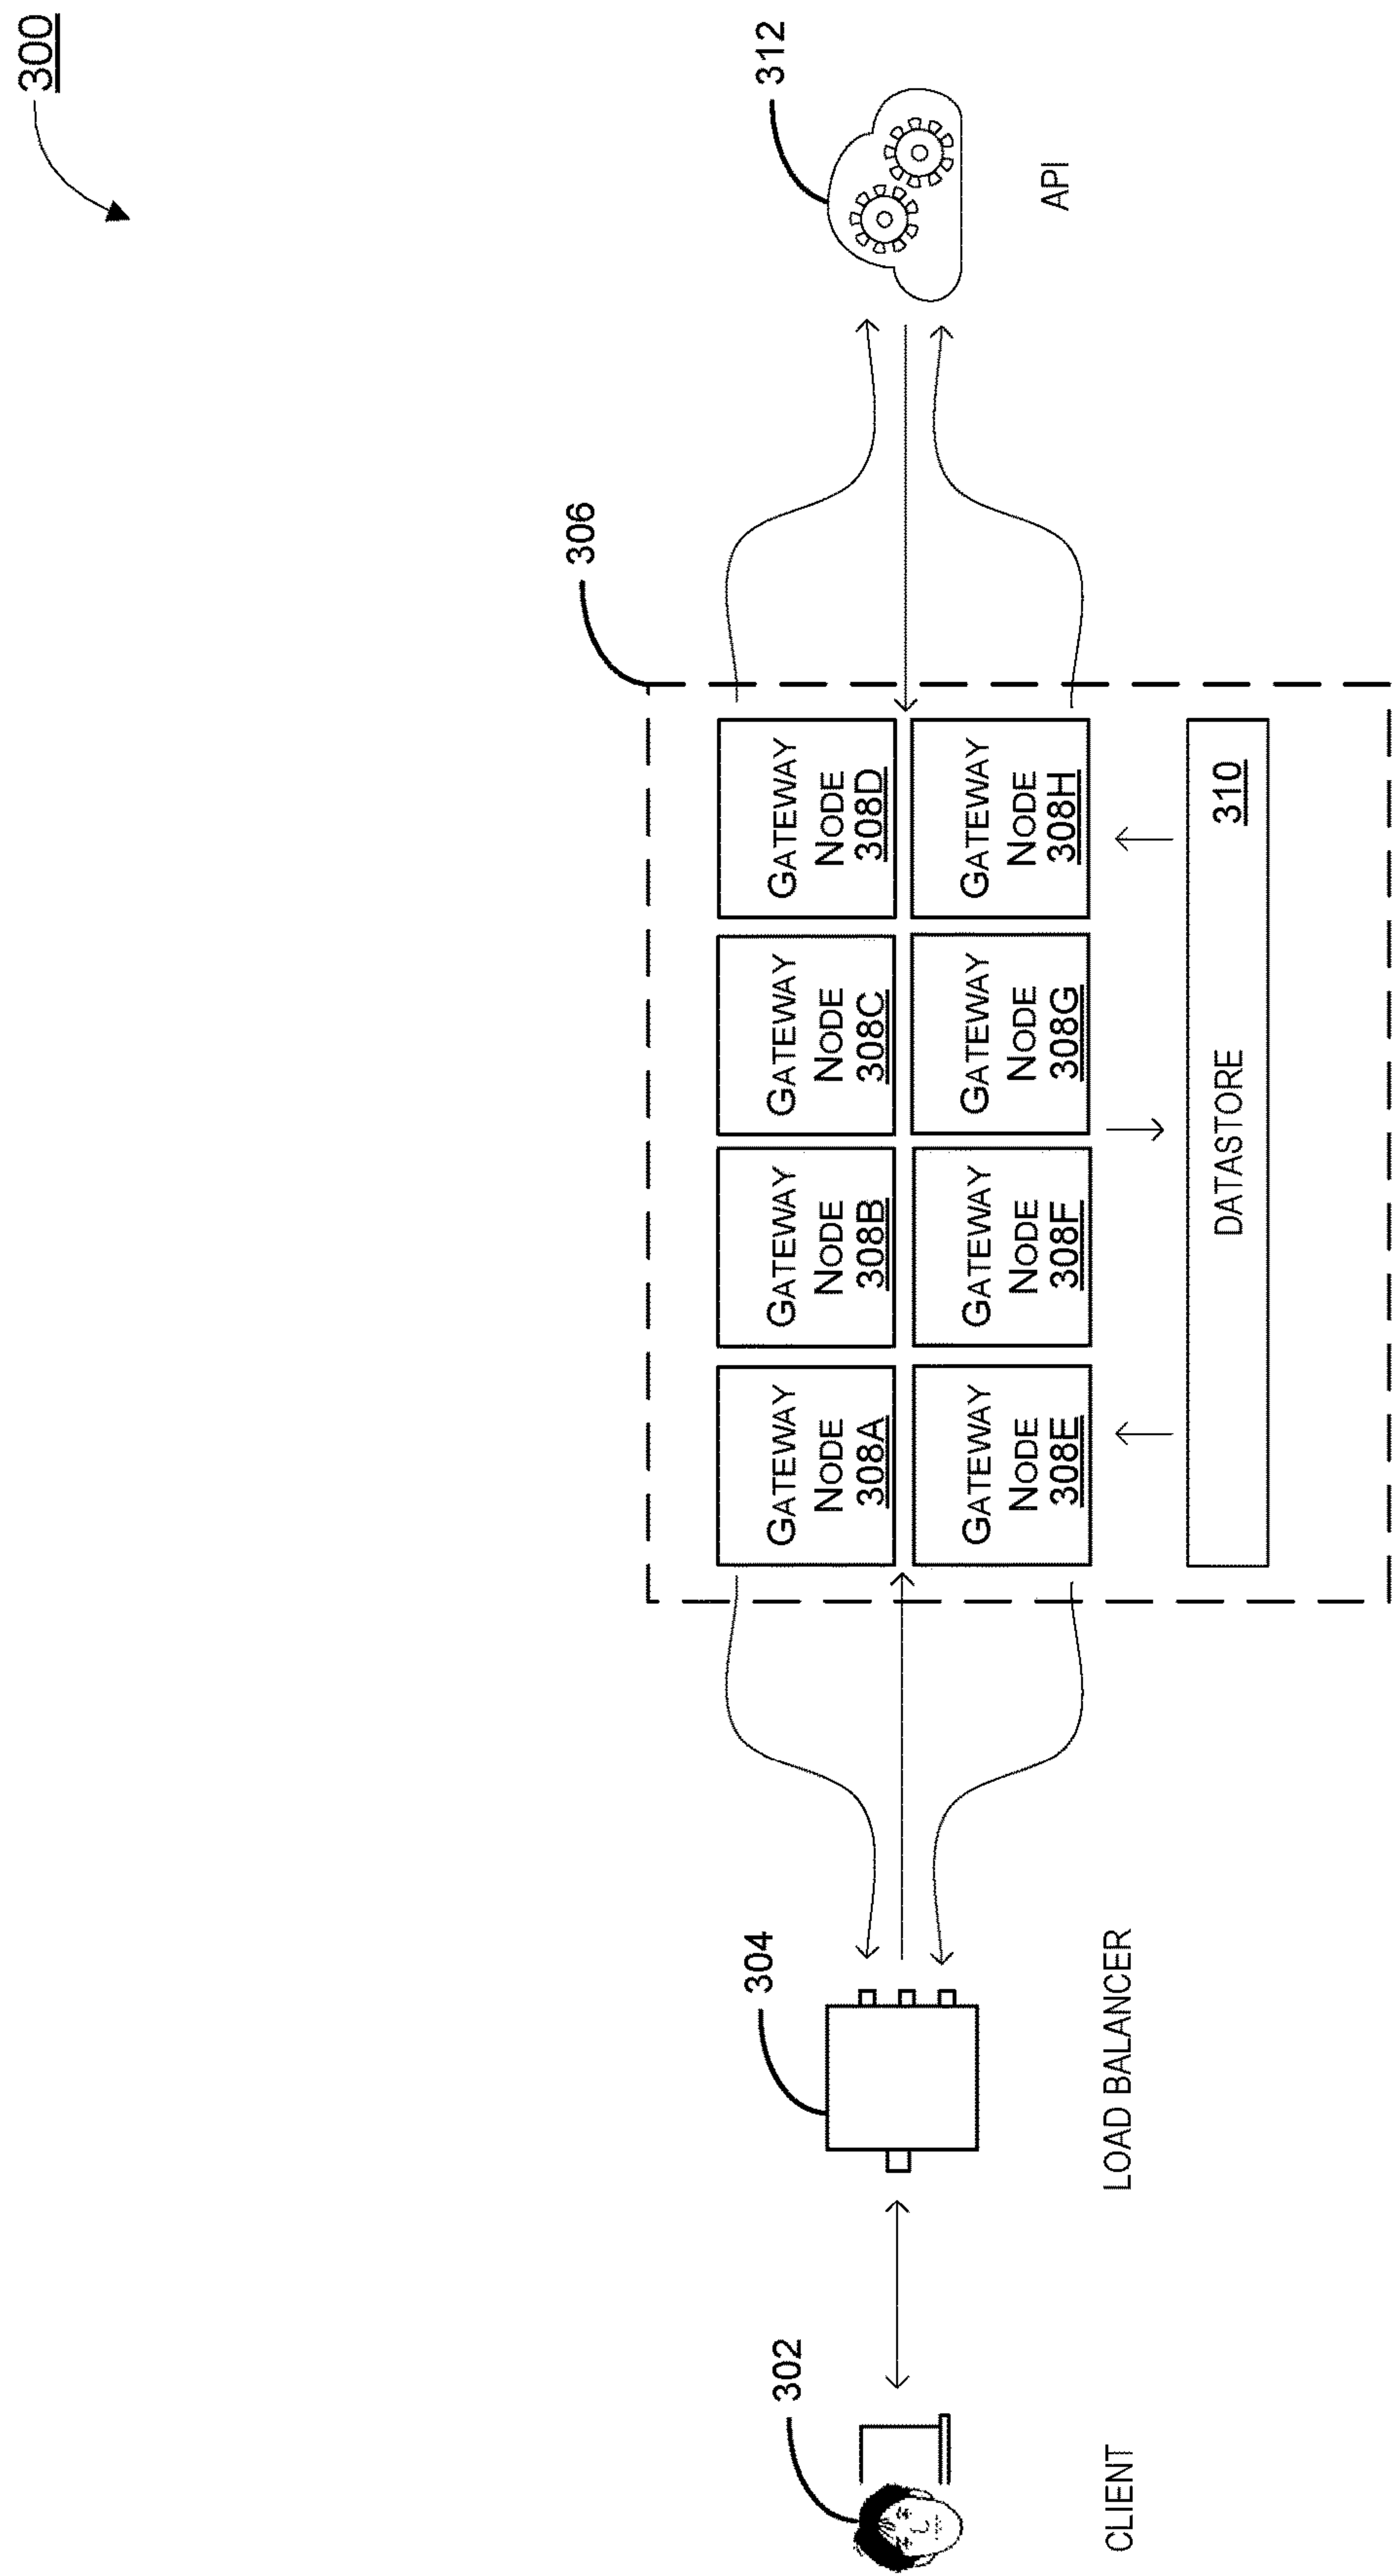 300
306
312
304
302
GATEWAY
NODE
308A
GATEWAY
NODE
308B
GATEWAY
NODE
308C
GATEWAY
NODE
308D
GATEWAY
NODE
308E
GATEWAY
NODE
308F
GATEWAY
NODE
308G
GATEWAY
NODE
308H
DATASTORE
310
CLIENT
LOAD BALANCER
API